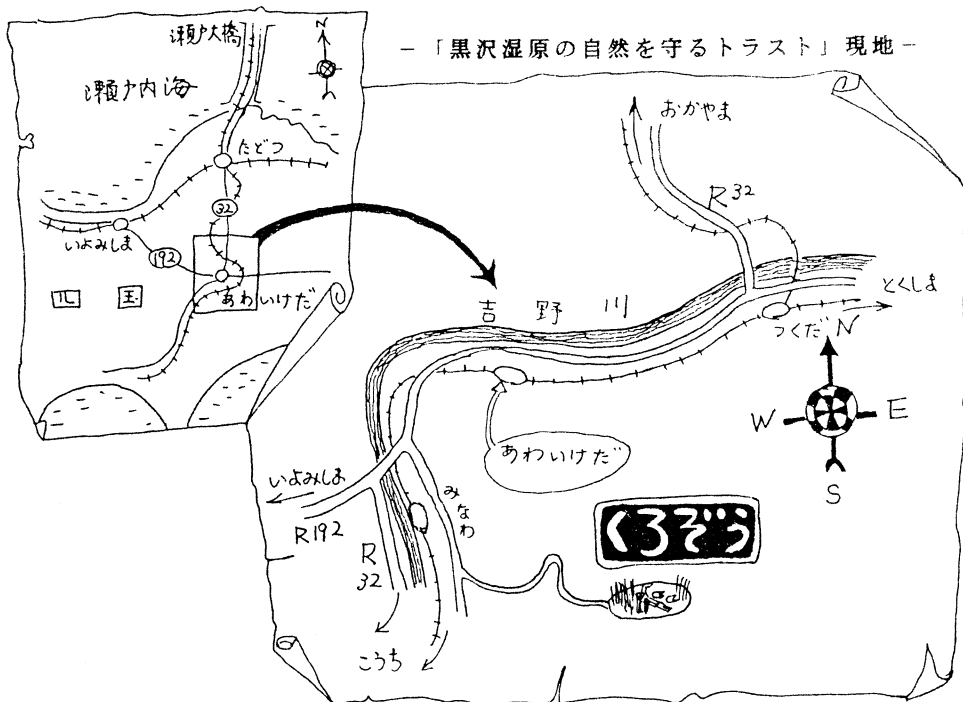 -「黒沢湿原の自然を守るトラスト」現地-
瀬戸大橋
N
瀬戸内海
たどつ
32
いよみしま
192
あわいけだ
四国
おかやま
R32
吉野川
とくしま
つくだ
N
W
E
S
あわいけだ
いよみしま
R192
みなわ
R
32
くろぞう
こうち